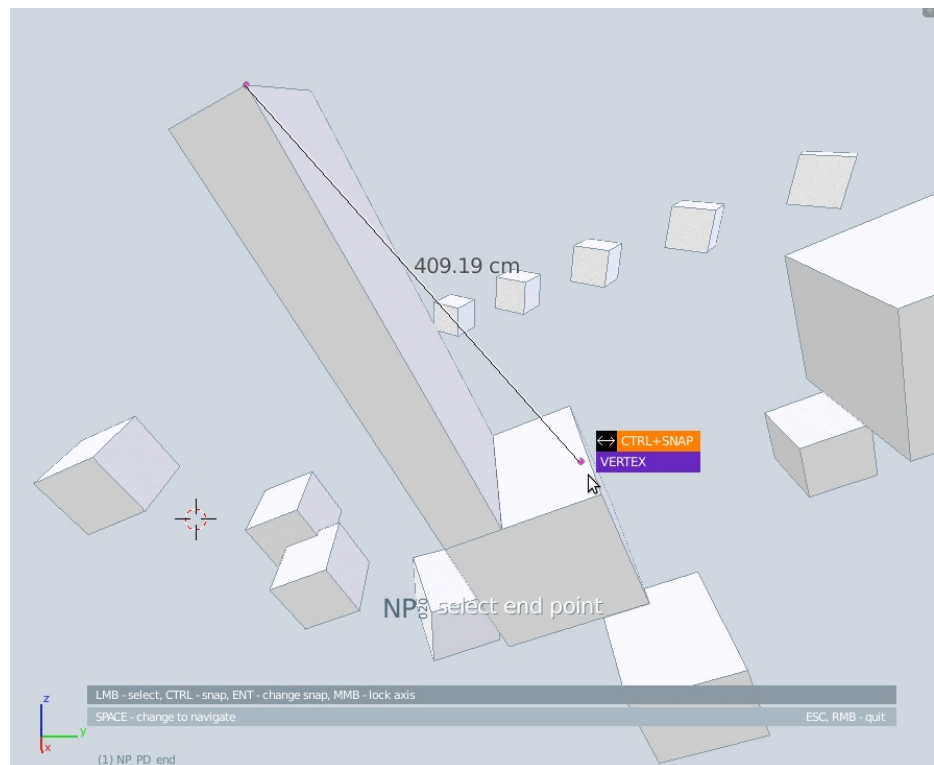 409.19 cm
CTRL+SNAP
VERTEX
NP 020 select end point
LMB - select, CTRL - snap, ENT - change snap, MMB - lock axis
SPACE - change to navigate ESC, RMB - quit
z
y
x
(1) NP_PD_end